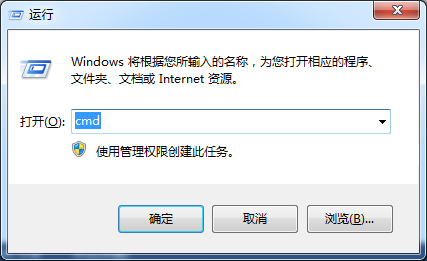 运行
Windows 将根据您所输入的名称，为您打开相应的程序、
文件夹、文档或 Internet 资源。
打开(O): cmd
使用管理权限创建此任务。
确定 取消 浏览(B)...